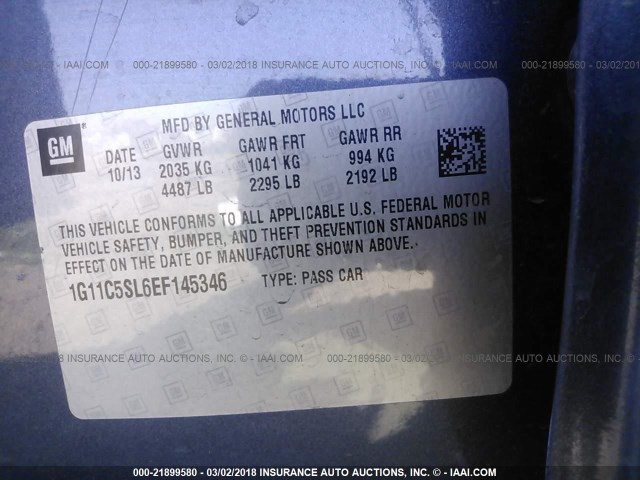 000-21899580 - 03/02/2018 INSURANCE AUTO AUCTIONS, INC. - © IAAI.COM
GM
MFD BY GENERAL MOTORS LLC
DATE GVWR GAWR FRT GAWR RR
10/13 2035 KG 1041 KG 994 KG
4487 LB 2295 LB 2192 LB
THIS VEHICLE CONFORMS TO ALL APPLICABLE U.S. FEDERAL MOTOR
VEHICLE SAFETY, BUMPER, AND THEFT PREVENTION STANDARDS IN
EFFECT ON THE DATE OF MANUFACTURE SHOWN ABOVE.
1G11C5SL6EF145346 TYPE: PASS CAR
18 INSURANCE AUTO AUCTIONS, INC. - © IAAI.COM
000-21899580 - 03/02/2018 INSURANCE AUTO AUCTIONS,
000-21899580 - 03/02/2018 INSURANCE AUTO AUCTIONS, INC. - © IAAI.COM